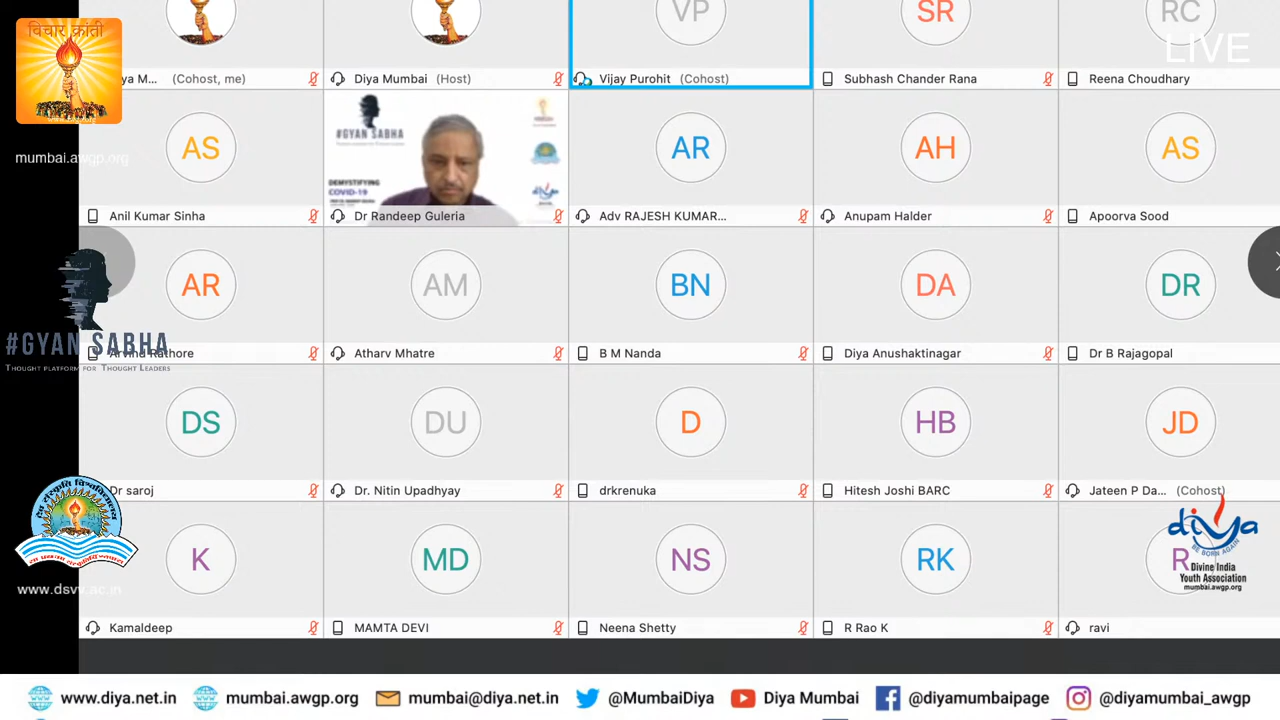 विचार क्रांती
VP
SR
RC
LIVE
(Cohost, me)
Diya Mumbai (Host)
Vijay Purohit (Cohost)
Subhash Chander Rana
Reena Choudhary
mumbai.awgp.org
AS
#GYAN SABHA
DEMYSTIFYING
COVID-19
AR
AH
AS
Anil Kumar Sinha
Dr Randeep Guleria
Adv RAJESH KUMAR...
Anupam Halder
Apoorva Sood
AR
AM
BN
DA
DR
#GYAN SABHA
THOUGHT PLATFORM FOR THOUGHT LEADERS
Arvind Rathore
Atharv Mhatre
B M Nanda
Diya Anushaktinagar
Dr B Rajagopal
DS
DU
D
HB
JD
Dr saroj
Dr. Nitin Upadhyay
drkrenuka
Hitesh Joshi BARC
Jateen P Da... (Cohost)
K
MD
NS
RK
R
diya
BE BORN AGAIN
Divine India
Youth Association
mumbai.awgp.org
www.dsvv.ac.in
Kamaldeep
MAMTA DEVI
Neena Shetty
R Rao K
ravi
www.diya.net.in
mumbai.awgp.org
mumbai@diya.net.in
@MumbaiDiya
Diya Mumbai
@diyamumbaipage
@diyamumbai_awgp